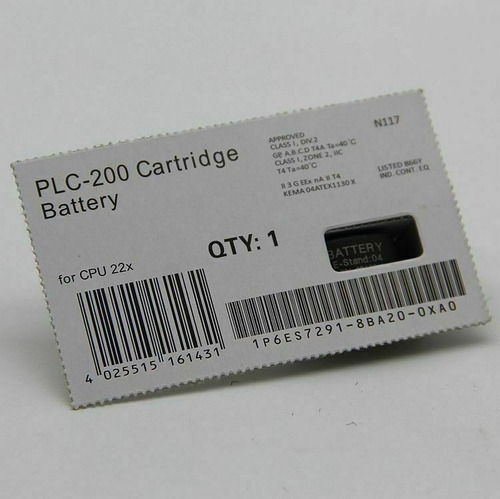 PLC-200 Cartridge
Battery
APPROVED
CLASS I, DIV.2
GP A.B.C.D T4A Ta=40°C
CLASS I, ZONE 2, IIC
T4 Ta=40°C
II 3 G EEx nA II T4
KEMA 04ATEX1130 X
N117
LISTED 866Y
IND. CONT. EQ
QTY: 1
BATTERY
E-Stand:04
for CPU 22x
4 025515 161431
1P6ES7291-8BA20-0XA0